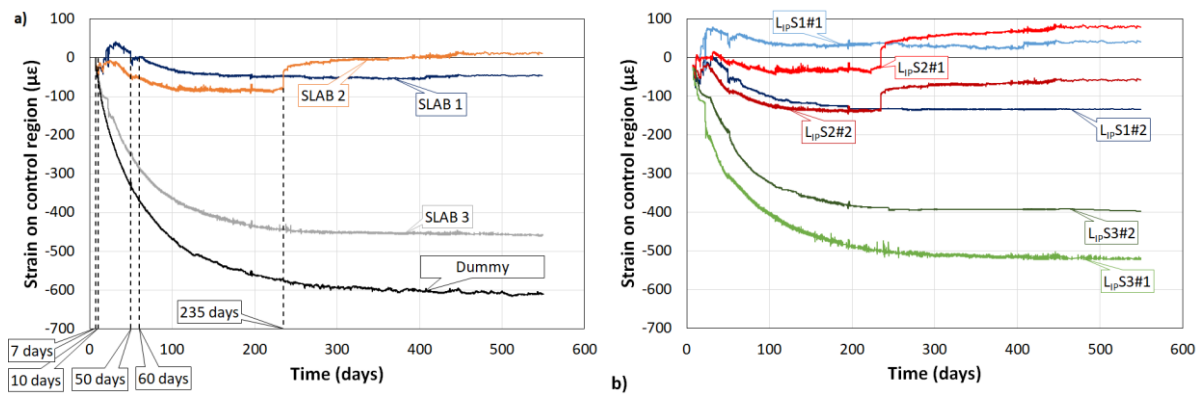 a)
Strain on control region (µε)
100
0
-100
-200
-300
-400
-500
-600
-700
SLAB 2
SLAB 1
SLAB 3
Dummy
235 days
7 days
10 days
50 days
60 days
0 100 200 300 400 500 600
Time (days)
b)
Strain on control region (µε)
100
0
-100
-200
-300
-400
-500
-600
-700
LIPS1#1
LIPS2#1
LIPS2#2
LIPS1#2
LIPS3#2
LIPS3#1
0 100 200 300 400 500 600
Time (days)